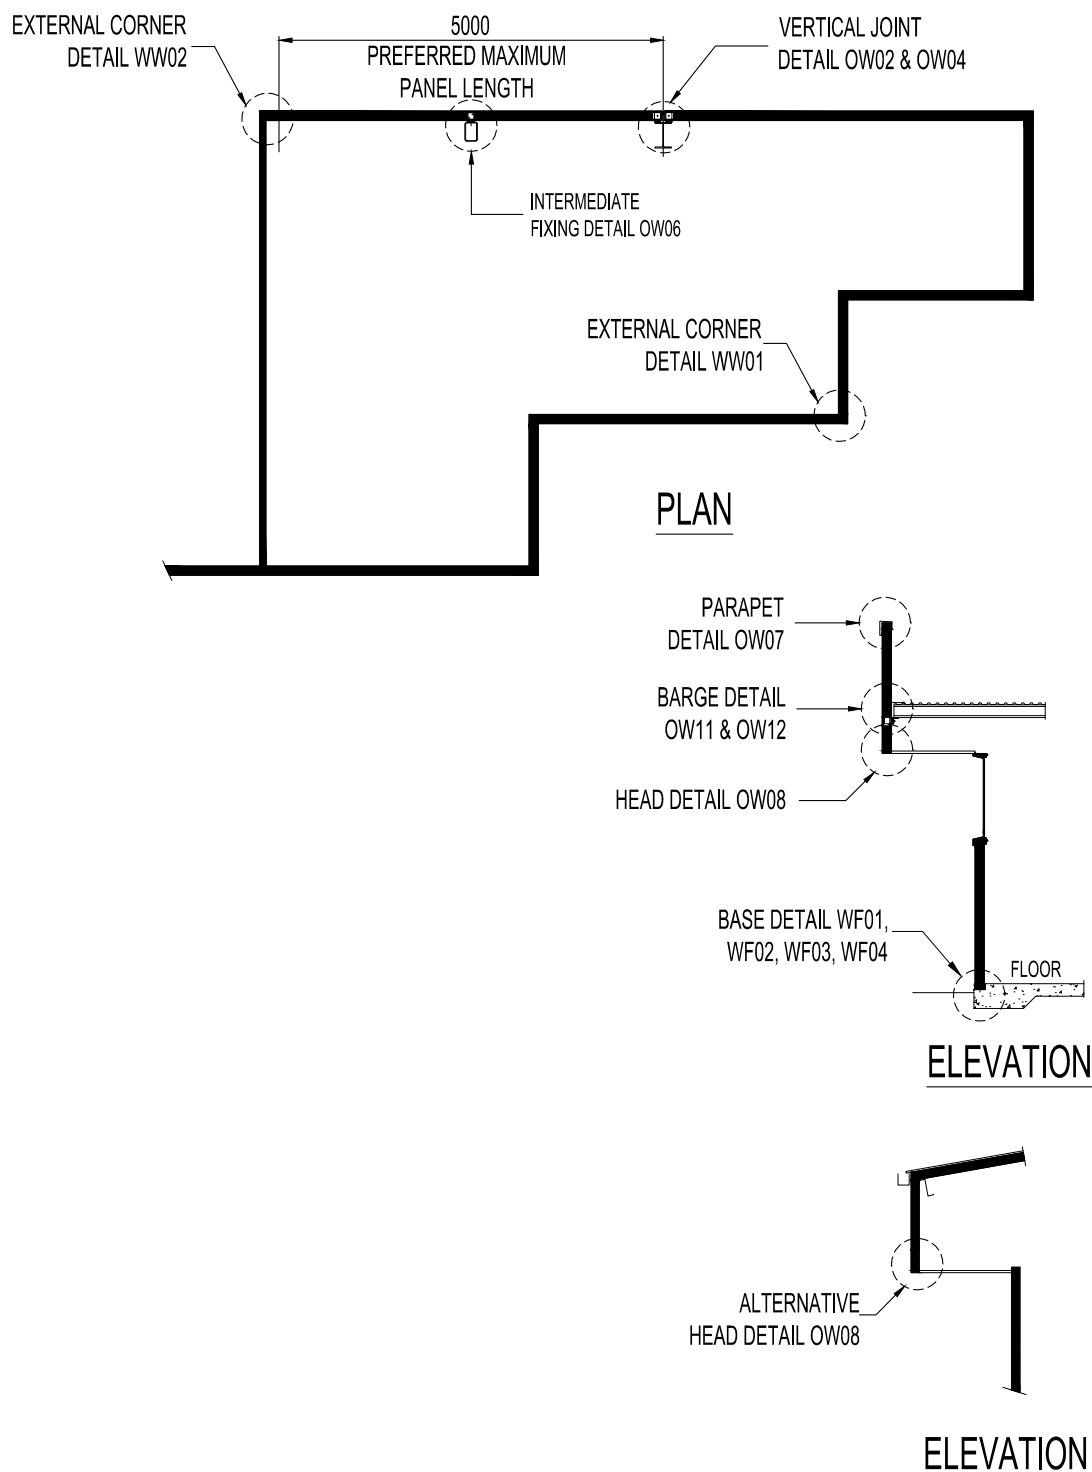 EXTERNAL CORNER
DETAIL WW02
5000
PREFERRED MAXIMUM
PANEL LENGTH
VERTICAL JOINT
DETAIL OW02 & OW04
INTERMEDIATE
FIXING DETAIL OW06
EXTERNAL CORNER
DETAIL WW01
PLAN
PARAPET
DETAIL OW07
BARGE DETAIL
OW11 & OW12
HEAD DETAIL OW08
BASE DETAIL WF01,
WF02, WF03, WF04
FLOOR
ELEVATION
ALTERNATIVE
HEAD DETAIL OW08
ELEVATION